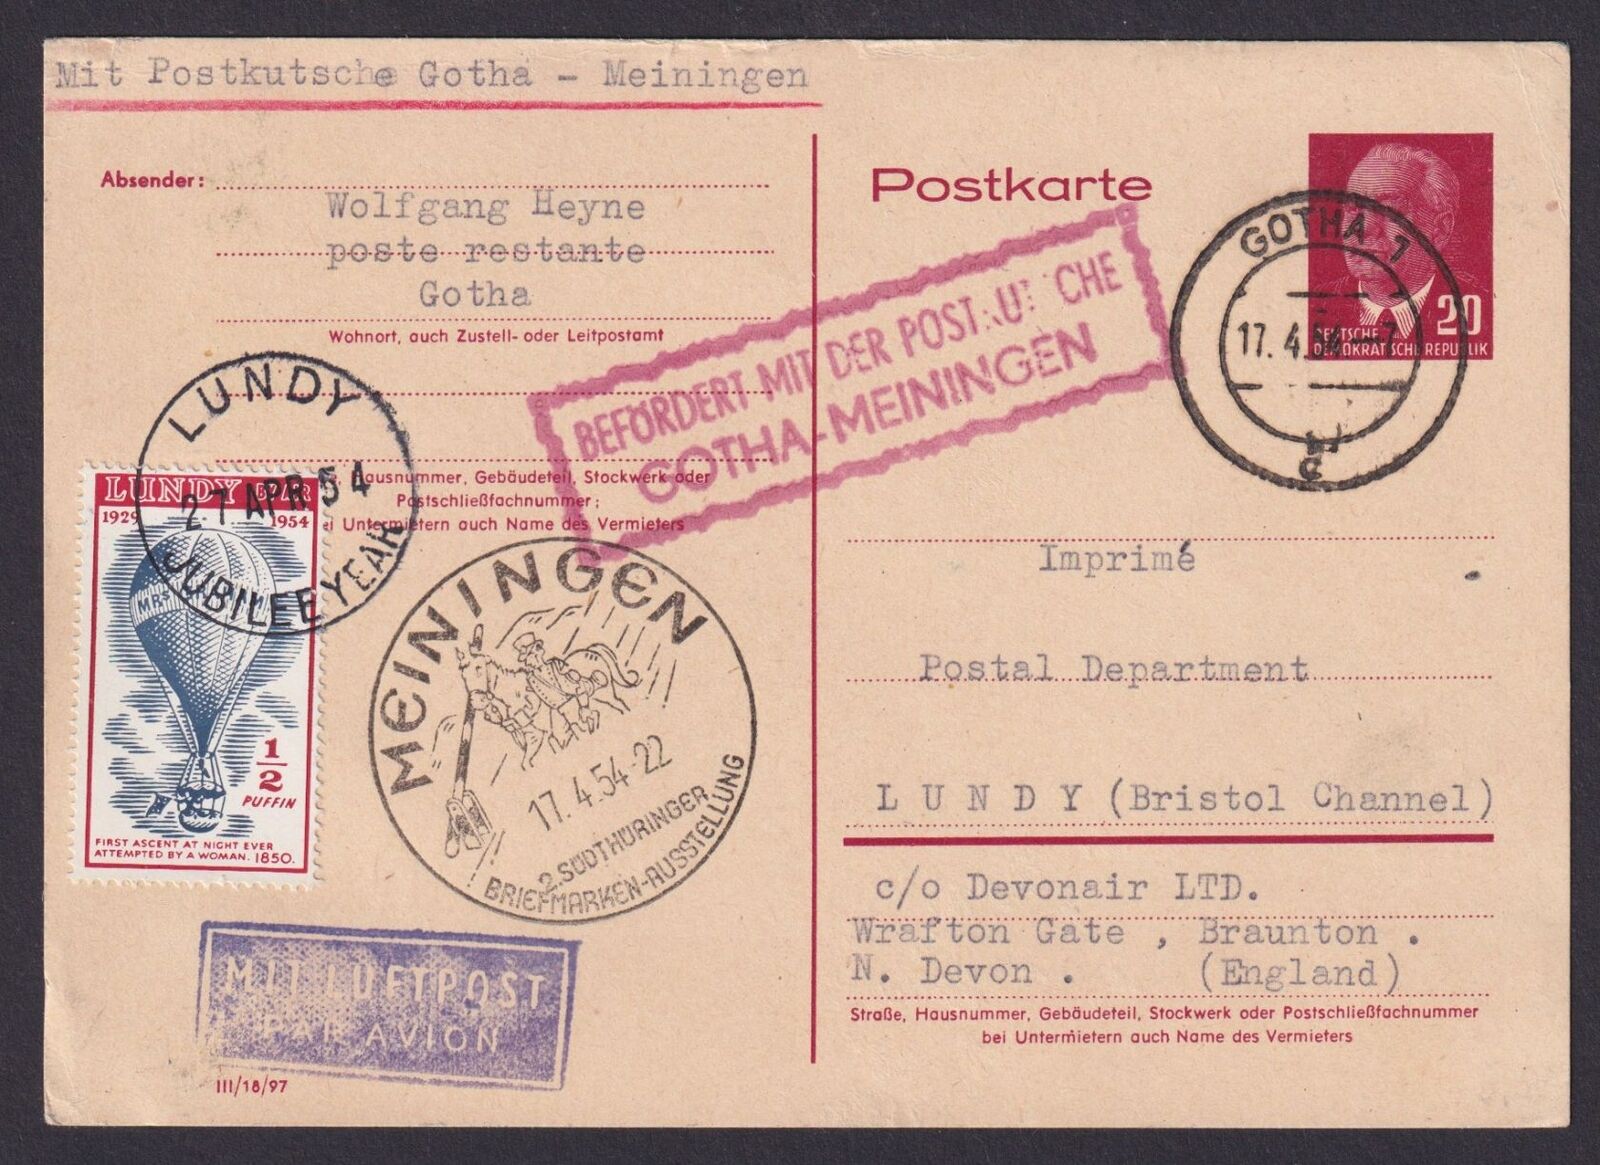 Mit Postkutsche Gotha - Meiningen
Absender:
Wolfgang Heyne
poste restante
Gotha
Wohnort, auch Zustell- oder Leitpostamt
Hausnummer, Gebäudeteil, Stockwerk oder
Postschließfachnummer;
bei Untermietern auch Name des Vermieters
LUNDY
27 APR 54
JUBILEE YEAR
LUNDY
1929 1954
1/2
PUFFIN
FIRST ASCENT AT NIGHT EVER
ATTEMPTED BY A WOMAN. 1850.
MEININGEN
17.4.54-22
2. SÜDTHÜRINGER
BRIEFMARKEN-AUSSTELLUNG
MIT LUFTPOST
PAR AVION
III/18/97
BEFÖRDERT MIT DER POSTKUTSCHE
GOTHA-MEININGEN
Postkarte
GOTHA 1
17.4.54-7
20
DEUTSCHE
DEMOKRATISCHE REPUBLIK
Imprimé
Postal Department
LUNDY (Bristol Channel)
c/o Devonair LTD.
Wrafton Gate , Braunton .
N. Devon . (England)
Straße, Hausnummer, Gebäudeteil, Stockwerk oder Postschließfachnummer
bei Untermietern auch Name des Vermieters